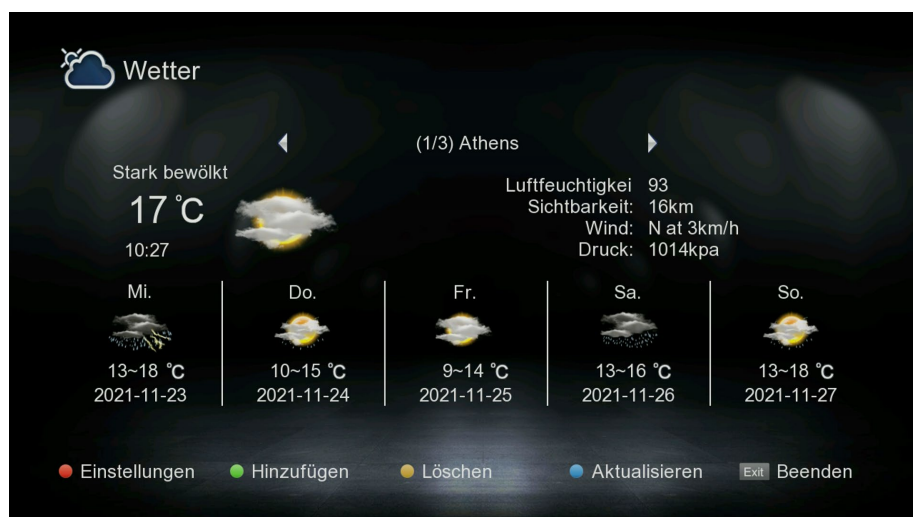 Wetter
(1/3) Athens
Stark bewölkt
17 °C
10:27
Luftfeuchtigkei 93
Sichtbarkeit: 16km
Wind: N at 3km/h
Druck: 1014kpa
Mi. Do. Fr. Sa. So.
13~18 °C 10~15 °C 9~14 °C 13~16 °C 13~18 °C
2021-11-23 2021-11-24 2021-11-25 2021-11-26 2021-11-27
Einstellungen Hinzufügen Löschen Aktualisieren Exit Beenden